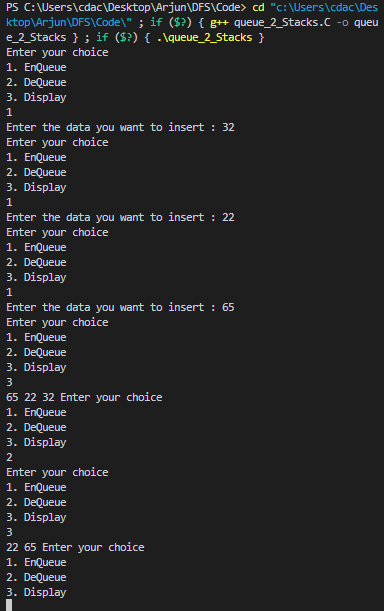 PS C:\Users\cdac\Desktop\Arjun\DFS\Code> cd "c:\Users\cdac\Des
ktop\Arjun\DFS\Code\" ; if ($?) { g++ queue_2_Stacks.C -o queu
e_2_Stacks } ; if ($?) { .\queue_2_Stacks }
Enter your choice
1. EnQueue
2. DeQueue
3. Display
1
Enter the data you want to insert : 32
Enter your choice
1. EnQueue
2. DeQueue
3. Display
1
Enter the data you want to insert : 22
Enter your choice
1. EnQueue
2. DeQueue
3. Display
1
Enter the data you want to insert : 65
Enter your choice
1. EnQueue
2. DeQueue
3. Display
3
65 22 32 Enter your choice
1. EnQueue
2. DeQueue
3. Display
2
Enter your choice
1. EnQueue
2. DeQueue
3. Display
3
22 65 Enter your choice
1. EnQueue
2. DeQueue
3. Display